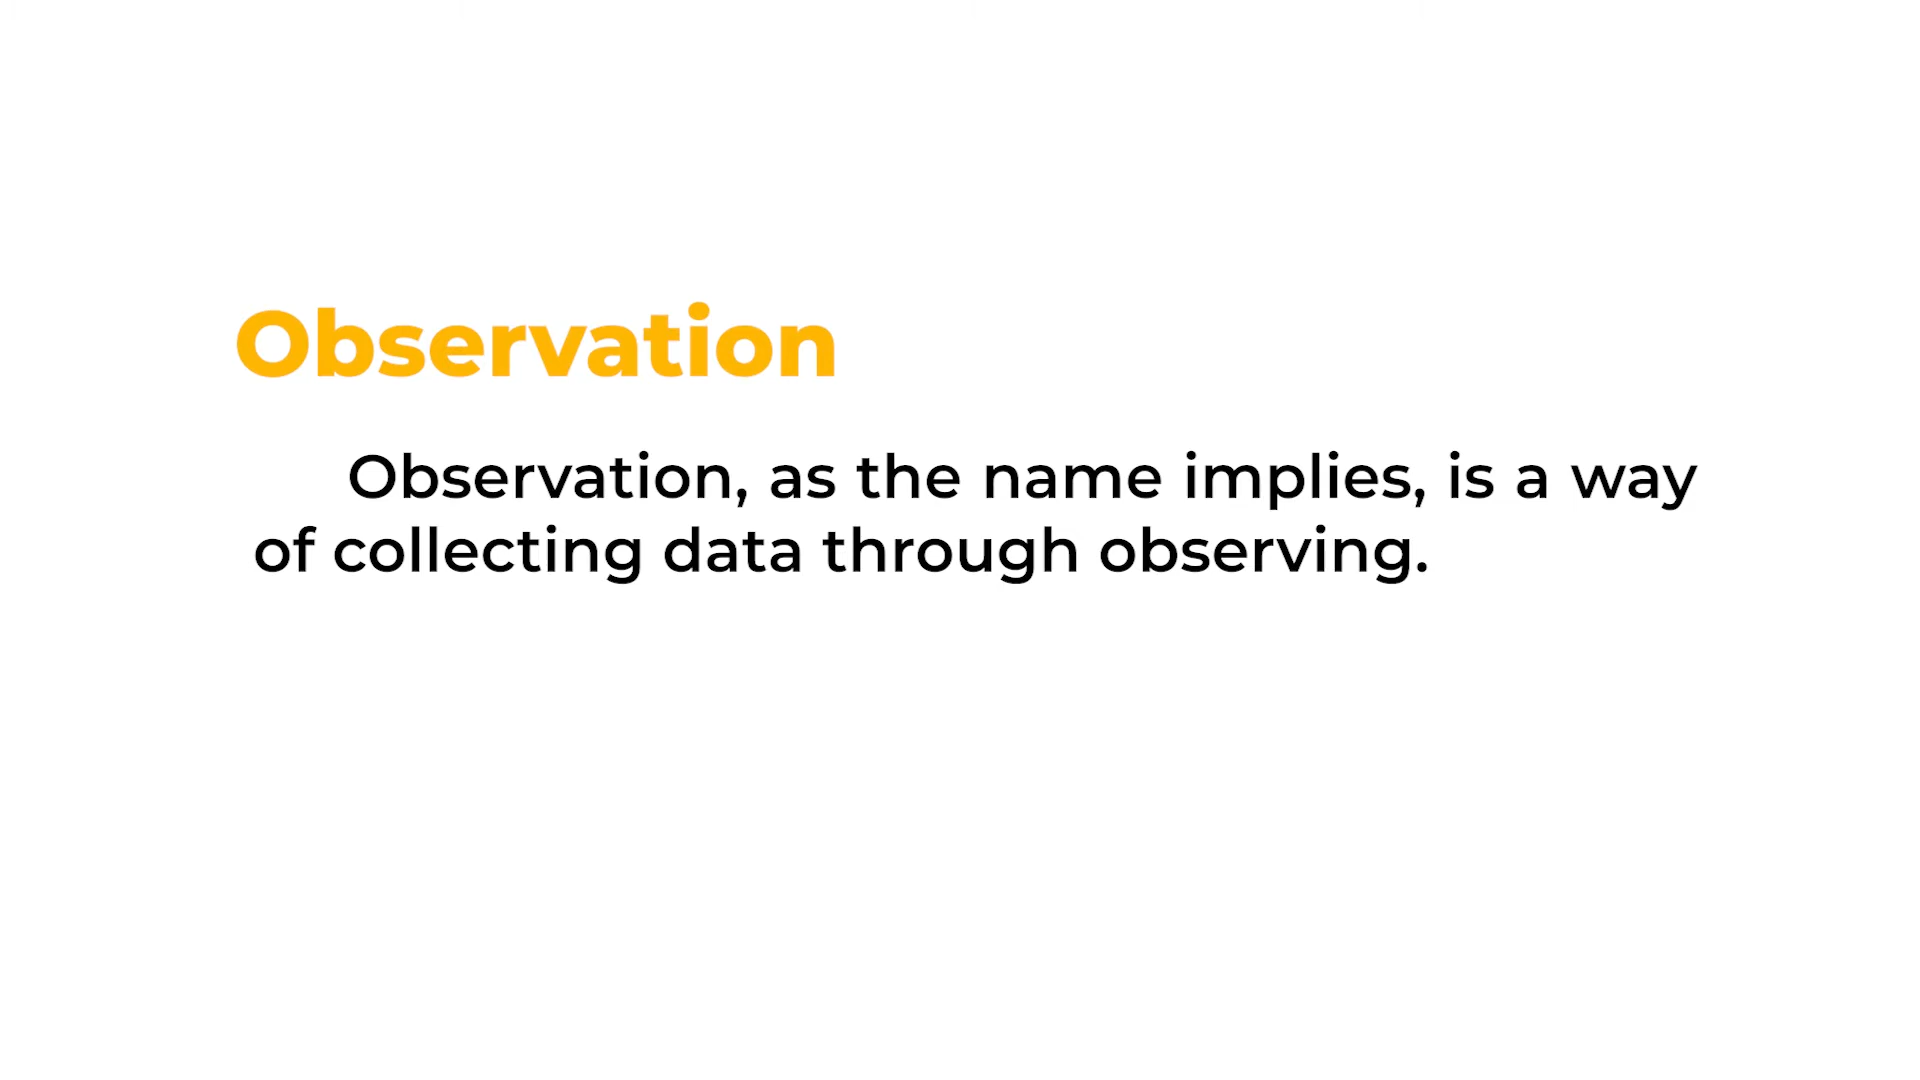 Observation
Observation, as the name implies, is a way
of collecting data through observing.